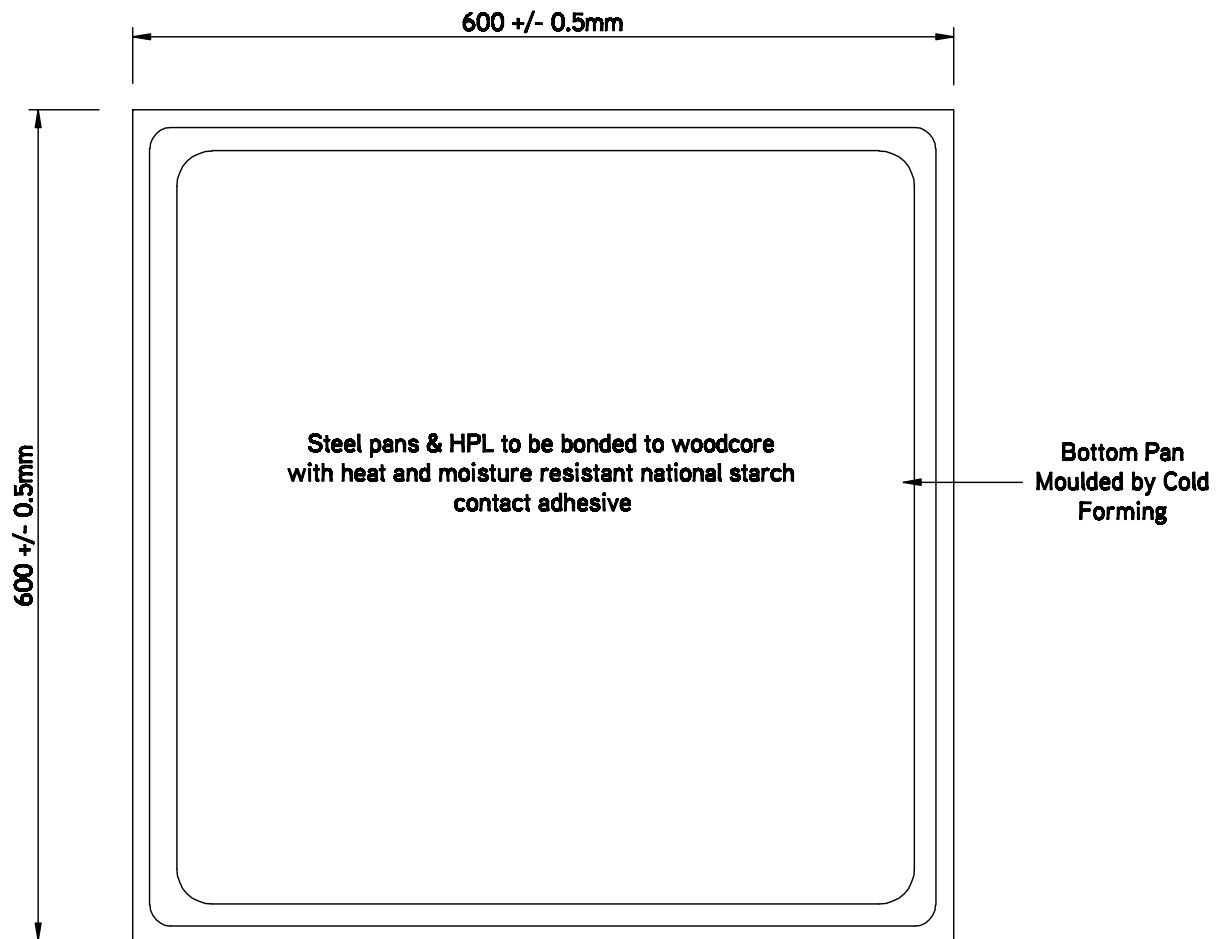 600 +/- 0.5mm
600 +/- 0.5mm
Steel pans & HPL to be bonded to woodcore
with heat and moisture resistant national starch
contact adhesive
Bottom Pan
Moulded by Cold
Forming